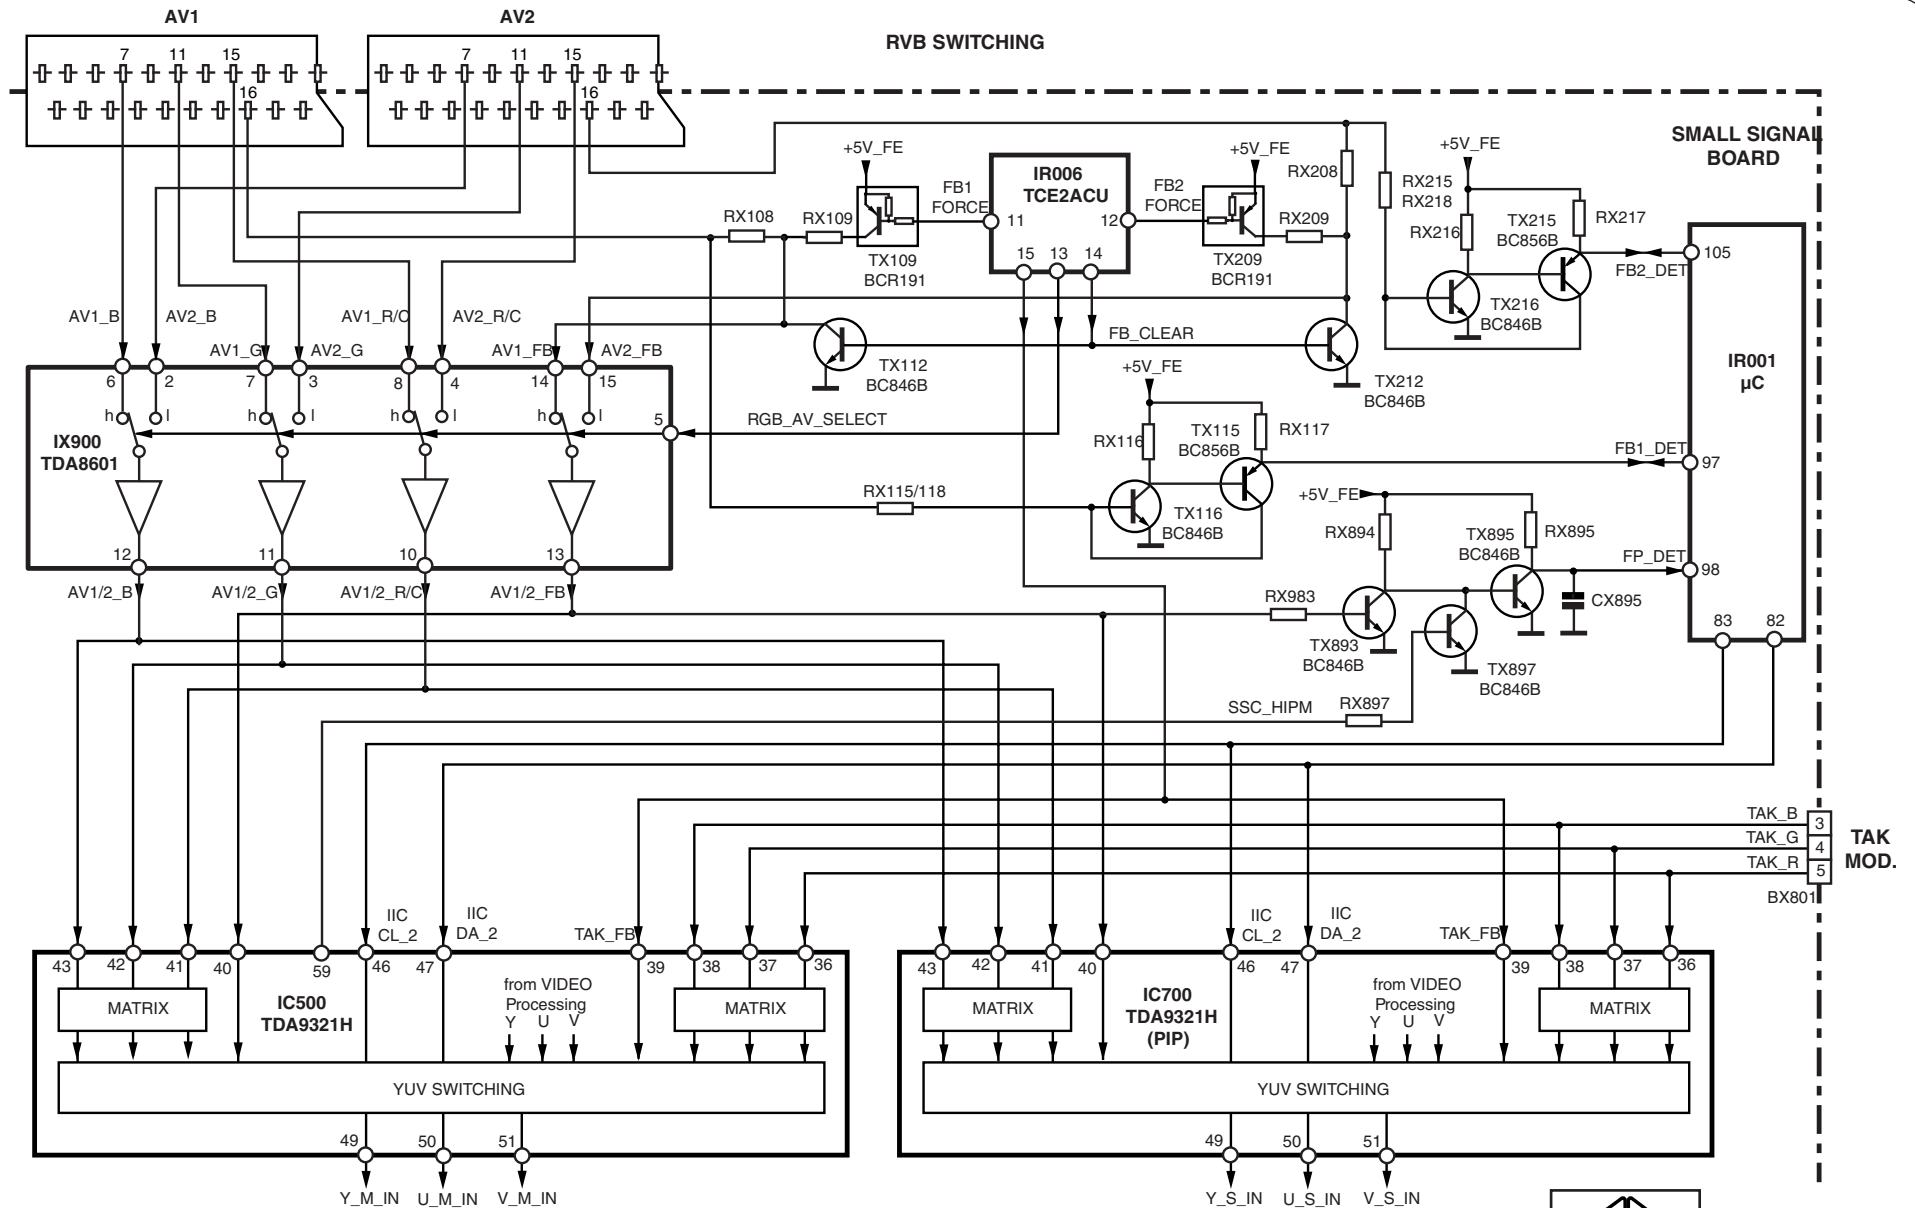 AV1
AV2
RVB SWITCHING
7
11
15
16
7
11
15
16
SMALL SIGNAL
BOARD
+5V_FE
+5V_FE
+5V_FE
IR006
TCE2ACU
FB1
FORCE
FB2
FORCE
11
12
15
13
14
RX108
RX109
RX208
RX209
TX109
BCR191
TX209
BCR191
RX215
RX218
RX216
TX215
BC856B
RX217
TX216
BC846B
FB2_DET
105
IR001
µC
AV1_B
AV2_B
AV1_G
AV2_G
AV1_R/C
AV2_R/C
AV1_FB
AV2_FB
6
2
7
3
8
4
14
15
h
l
h
l
h
l
h
l
5
IX900
TDA8601
RGB_AV_SELECT
FB_CLEAR
TX112
BC846B
TX212
BC846B
+5V_FE
RX116
TX115
BC856B
RX117
FB1_DET
97
RX115/118
TX116
BC846B
+5V_FE
RX894
TX895
BC846B
RX895
FP_DET
98
CX895
83
82
12
11
10
13
AV1/2_B
AV1/2_G
AV1/2_R/C
AV1/2_FB
RX983
TX893
BC846B
TX897
BC846B
SSC_HIPM
RX897
TAK_B
3
TAK_G
4
TAK_R
5
TAK
MOD.
BX801
IIC
CL_2
IIC
DA_2
TAK_FB
IIC
CL_2
IIC
DA_2
TAK_FB
43
42
41
40
59
46
47
39
38
37
36
43
42
41
40
46
47
39
38
37
36
MATRIX
IC500
TDA9321H
from VIDEO
Processing
Y
U
V
MATRIX
MATRIX
IC700
TDA9321H
(PIP)
from VIDEO
Processing
Y
U
V
MATRIX
YUV SWITCHING
YUV SWITCHING
49
50
51
49
50
51
Y_M_IN
U_M_IN
V_M_IN
Y_S_IN
U_S_IN
V_S_IN